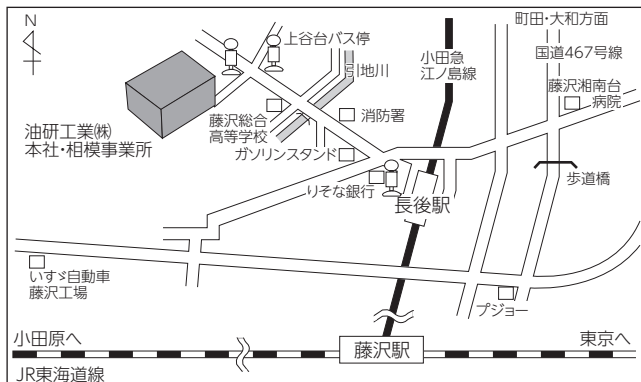 N
上谷台バス停
町田・大和方面
小田急
江ノ島線
国道467号線
引地川
藤沢湘南台
病院
藤沢総合
高等学校
消防署
油研工業㈱
本社・相模事業所
ガソリンスタンド
歩道橋
りそな銀行
長後駅
いすゞ自動車
藤沢工場
プジョー
小田原へ
藤沢駅
東京へ
JR東海道線